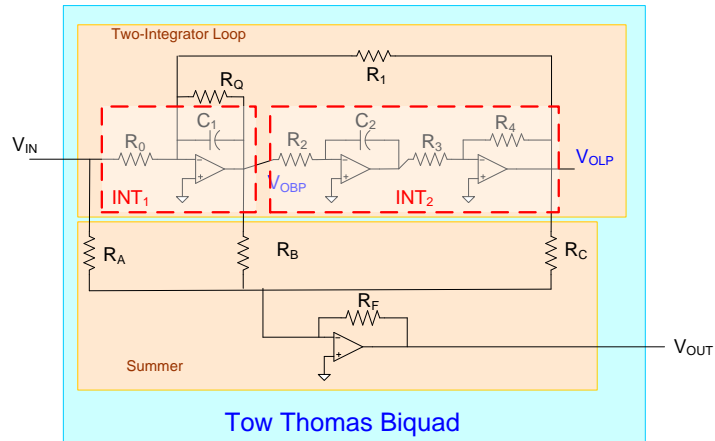 Two-Integrator Loop
R1
RQ
C1
C2
VIN
R0
R2
R3
R4
VOLP
VOBP
INT1
INT2
RA
RB
RC
RF
VOUT
Summer
Tow Thomas Biquad